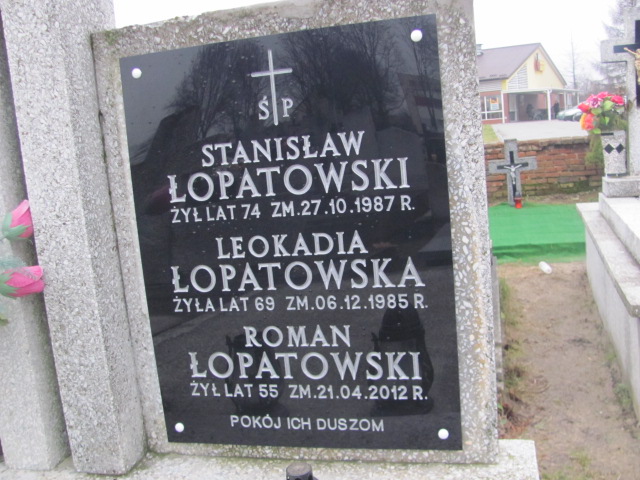 Ś P
STANISŁAW
ŁOPATOWSKI
ŻYŁ LAT 74 ZM.27.10.1987 R.
LEOKADIA
ŁOPATOWSKA
ŻYŁA LAT 69 ZM.06.12.1985 R.
ROMAN
ŁOPATOWSKI
ŻYŁ LAT 55 ZM.21.04.2012 R.
POKÓJ ICH DUSZOM